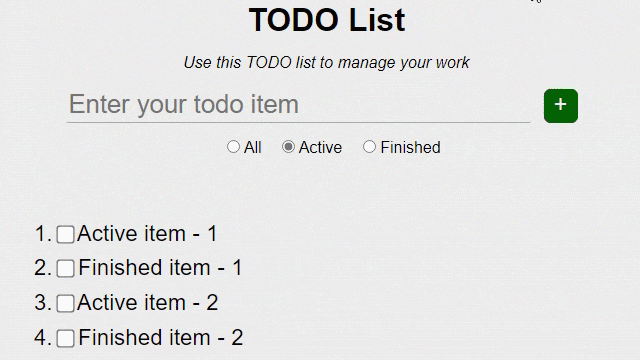 TODO List
Use this TODO list to manage your work
Enter your todo item
+
All Active Finished
1. Active item - 1
2. Finished item - 1
3. Active item - 2
4. Finished item - 2